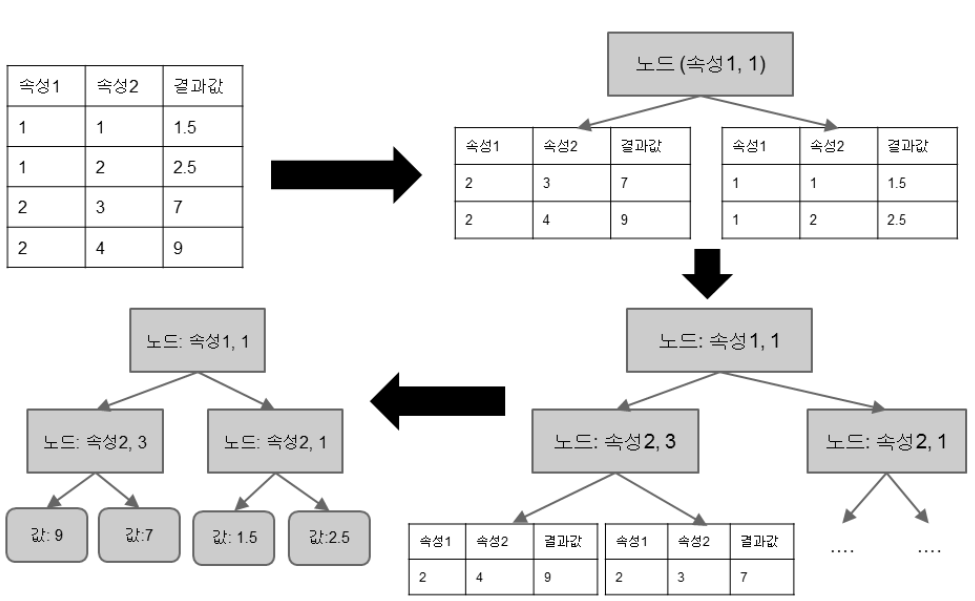 속성1 속성2 결과값
1 1 1.5
1 2 2.5
2 3 7
2 4 9
노드 (속성1, 1)
속성1 속성2 결과값
2 3 7
2 4 9
속성1 속성2 결과값
1 1 1.5
1 2 2.5
노드: 속성1, 1
노드: 속성2, 3
노드: 속성2, 1
속성1 속성2 결과값
2 4 9
속성1 속성2 결과값
2 3 7
....
....
노드: 속성1, 1
노드: 속성2, 3
노드: 속성2, 1
값: 9
값:7
값: 1.5
값:2.5